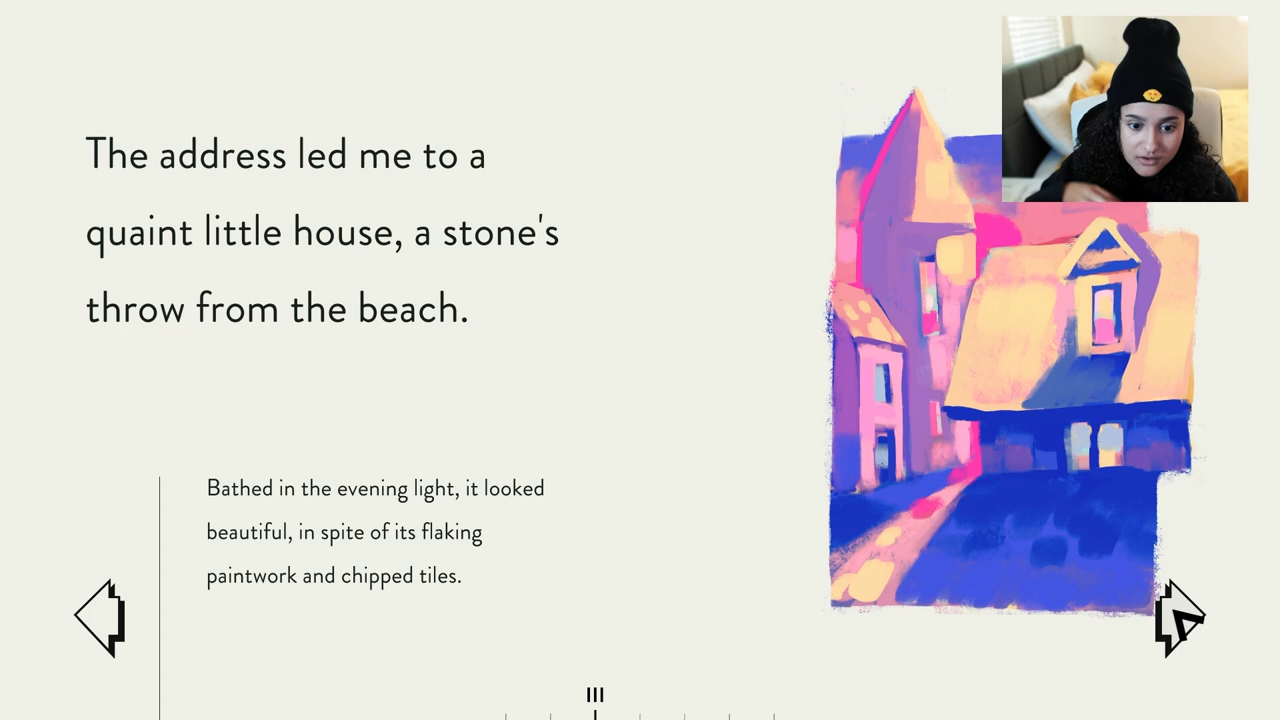 The address led me to a
quaint little house, a stone's
throw from the beach.
Bathed in the evening light, it looked
beautiful, in spite of its flaking
paintwork and chipped tiles.
III